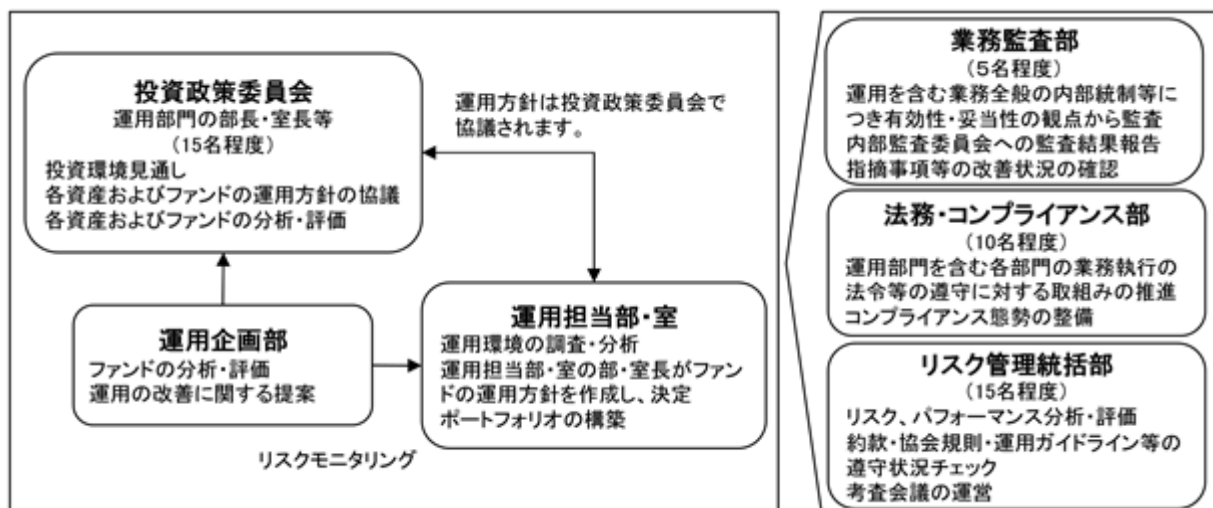 投資政策委員会
運用部門の部長・室長等
(15名程度)
投資環境見通し
各資産およびファンドの運用方針の協議
各資産およびファンドの分析・評価
運用方針は投資政策委員会で
協議されます。
運用企画部
ファンドの分析・評価
運用の改善に関する提案
運用担当部・室
運用環境の調査・分析
運用担当部・室の部・室長がファン
ドの運用方針を作成し、決定
ポートフォリオの構築
リスクモニタリング
業務監査部
(5名程度)
運用を含む業務全般の内部統制等に
つき有効性・妥当性の観点から監査
内部監査委員会への監査結果報告
指摘事項等の改善状況の確認
法務・コンプライアンス部
(10名程度)
運用部門を含む各部門の業務執行の
法令等の遵守に対する取組みの推進
コンプライアンス態勢の整備
リスク管理統括部
(15名程度)
リスク、パフォーマンス分析・評価
約款・協会規則・運用ガイドライン等の
遵守状況チェック
考査会議の運営